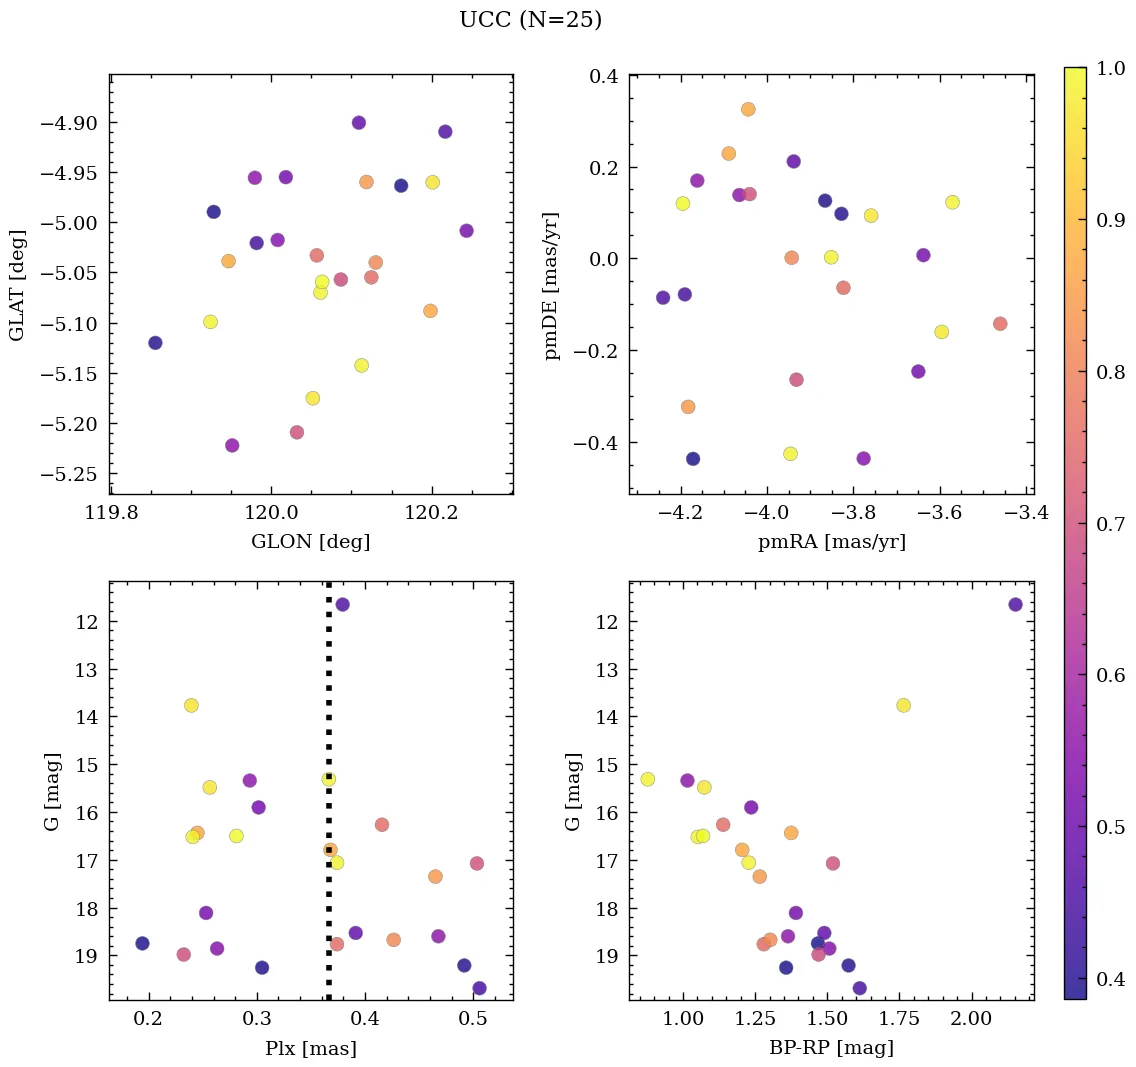 UCC (N=25)
−4.90
−4.95
−5.00
−5.05
−5.10
−5.15
−5.20
−5.25
GLAT [deg]
119.8 120.0 120.2
GLON [deg]
0.4
0.2
0.0
−0.2
−0.4
pmDE [mas/yr]
−4.2 −4.0 −3.8 −3.6 −3.4
pmRA [mas/yr]
12
13
14
15
16
17
18
19
G [mag]
0.2 0.3 0.4 0.5
Plx [mas]
12
13
14
15
16
17
18
19
G [mag]
1.00 1.25 1.50 1.75 2.00
BP-RP [mag]
1.0
0.9
0.8
0.7
0.6
0.5
0.4